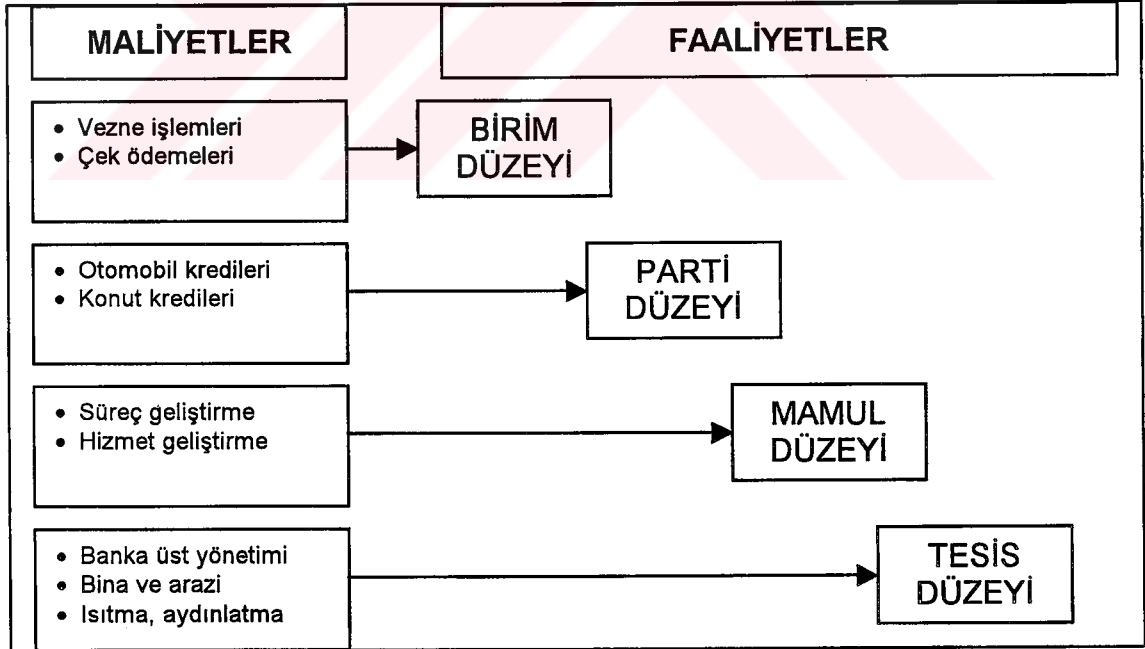 MALİYETLER
FAALİYETLER
• Vezne işlemleri
• Çek ödemeleri
BİRİM
DÜZEYİ
• Otomobil kredileri
• Konut kredileri
PARTİ
DÜZEYİ
• Süreç geliştirme
• Hizmet geliştirme
MAMUL
DÜZEYİ
• Banka üst yönetimi
• Bina ve arazi
• Isıtma, aydınlatma
TESİS
DÜZEYİ